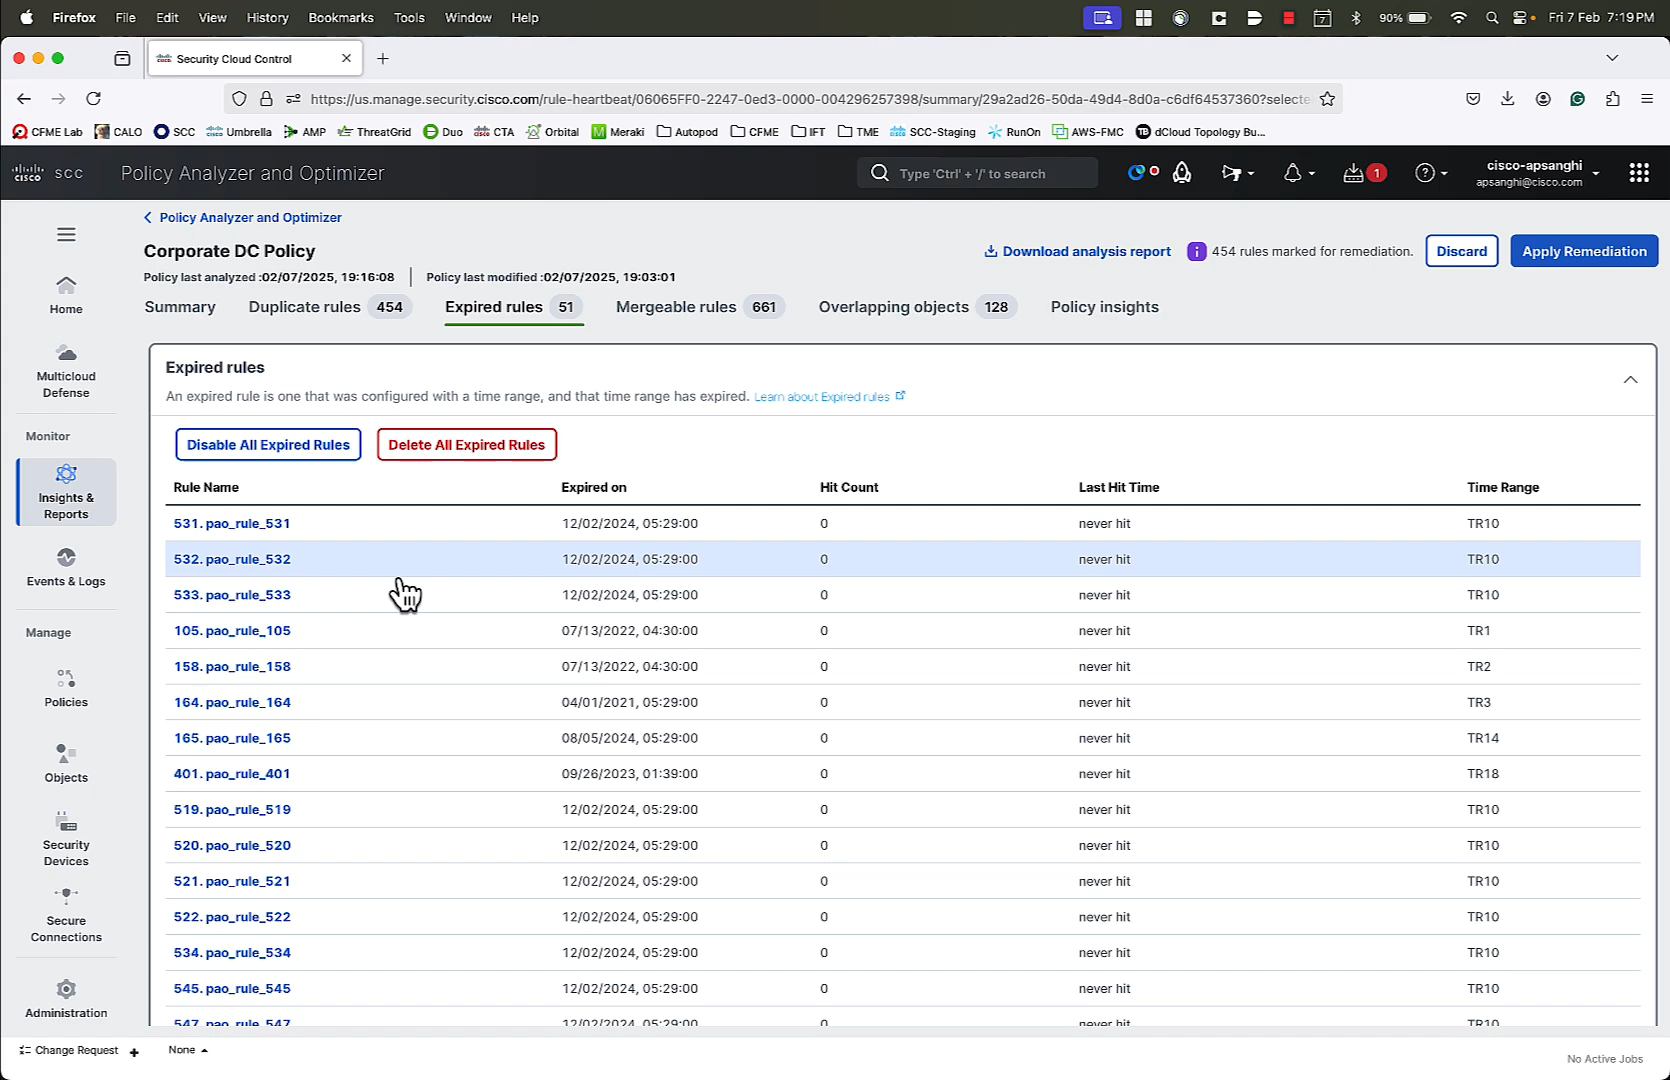 Firefox File Edit View History Bookmarks Tools Window Help 7 90% Fri 7 Feb 7:19 PM
Security Cloud Control
https://us.manage.security.cisco.com/rule-heartbeat/06065FF0-2247-0ed3-0000-004296257398/summary/29a2ad26-50da-49d4-8d0a-c6df64537360?selecte
CFME Lab CALO SCC Umbrella AMP ThreatGrid Duo CTA Orbital Meraki Autopod CFME IFT TME SCC-Staging RunOn AWS-FMC dCloud Topology Bu...
cisco SCC Policy Analyzer and Optimizer Type 'Ctrl' + '/' to search 1 cisco-apsanghi
apsanghi@cisco.com
Policy Analyzer and Optimizer
Corporate DC Policy Download analysis report 454 rules marked for remediation. Discard Apply Remediation
Policy last analyzed :02/07/2025, 19:16:08 Policy last modified :02/07/2025, 19:03:01
Summary Duplicate rules 454 Expired rules 51 Mergeable rules 661 Overlapping objects 128 Policy insights
Home
Multicloud
Defense
Monitor
Insights &
Reports
Events & Logs
Manage
Policies
Objects
Security
Devices
Secure
Connections
Administration
Expired rules
An expired rule is one that was configured with a time range, and that time range has expired. Learn about Expired rules
Disable All Expired Rules Delete All Expired Rules
Rule Name Expired on Hit Count Last Hit Time Time Range
531. pao_rule_531 12/02/2024, 05:29:00 0 never hit TR10
532. pao_rule_532 12/02/2024, 05:29:00 0 never hit TR10
533. pao_rule_533 12/02/2024, 05:29:00 0 never hit TR10
105. pao_rule_105 07/13/2022, 04:30:00 0 never hit TR1
158. pao_rule_158 07/13/2022, 04:30:00 0 never hit TR2
164. pao_rule_164 04/01/2021, 05:29:00 0 never hit TR3
165. pao_rule_165 08/05/2024, 05:29:00 0 never hit TR14
401. pao_rule_401 09/26/2023, 01:39:00 0 never hit TR18
519. pao_rule_519 12/02/2024, 05:29:00 0 never hit TR10
520. pao_rule_520 12/02/2024, 05:29:00 0 never hit TR10
521. pao_rule_521 12/02/2024, 05:29:00 0 never hit TR10
522. pao_rule_522 12/02/2024, 05:29:00 0 never hit TR10
534. pao_rule_534 12/02/2024, 05:29:00 0 never hit TR10
545. pao_rule_545 12/02/2024, 05:29:00 0 never hit TR10
547. pao_rule_547 12/02/2024, 05:29:00 0 never hit TR10
Change Request + None No Active Jobs